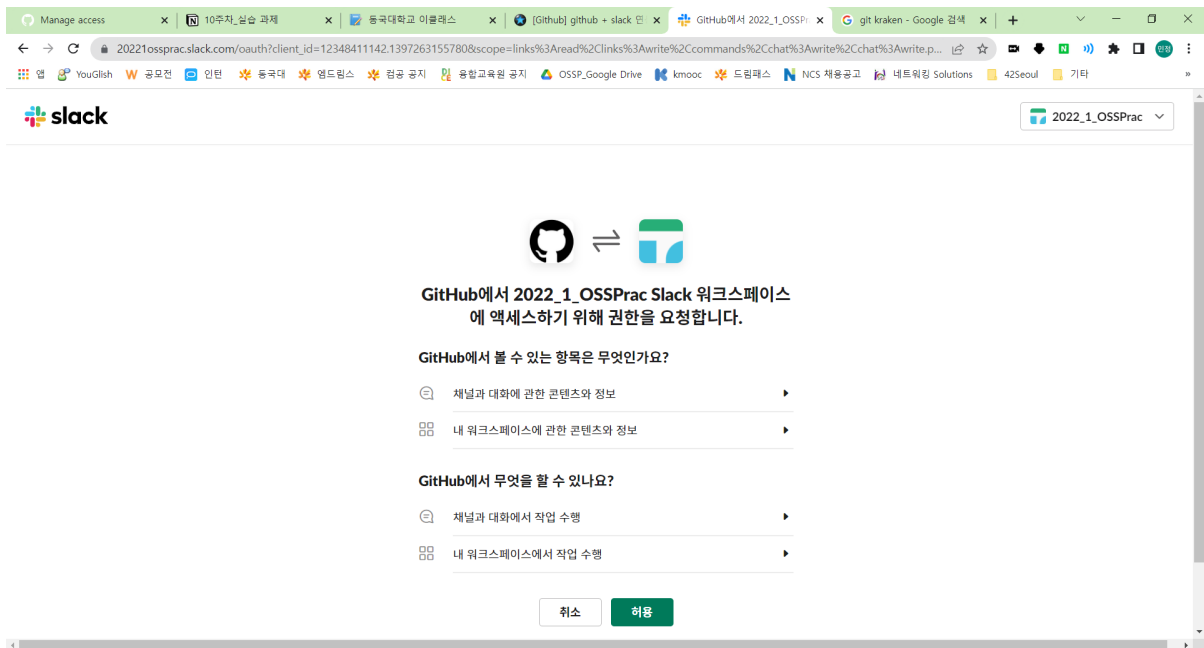 Manage access
10주차_실습 과제
동국대학교 이클래스
[Github] github + slack 연
GitHub에서 2022_1_OSSPr
git kraken - Google 검색
20221ossprac.slack.com/oauth?client_id=12348411142.1397263155780&scope=links%3Aread%2Clinks%3Awrite%2Ccommands%2Cchat%3Awrite%2Cchat%3Awrite.p...
민정
앱
YouGlish
공모전
인턴
동국대
엠드림스
컴공 공지
융합교육원 공지
OSSP_Google Drive
kmooc
드림패스
NCS 채용공고
네트워킹 Solutions
42Seoul
기타
»
slack
2022_1_OSSPrac
GitHub에서 2022_1_OSSPrac Slack 워크스페이스
에 액세스하기 위해 권한을 요청합니다.
GitHub에서 볼 수 있는 항목은 무엇인가요?
채널과 대화에 관한 콘텐츠와 정보
내 워크스페이스에 관한 콘텐츠와 정보
GitHub에서 무엇을 할 수 있나요?
채널과 대화에서 작업 수행
내 워크스페이스에서 작업 수행
취소
허용